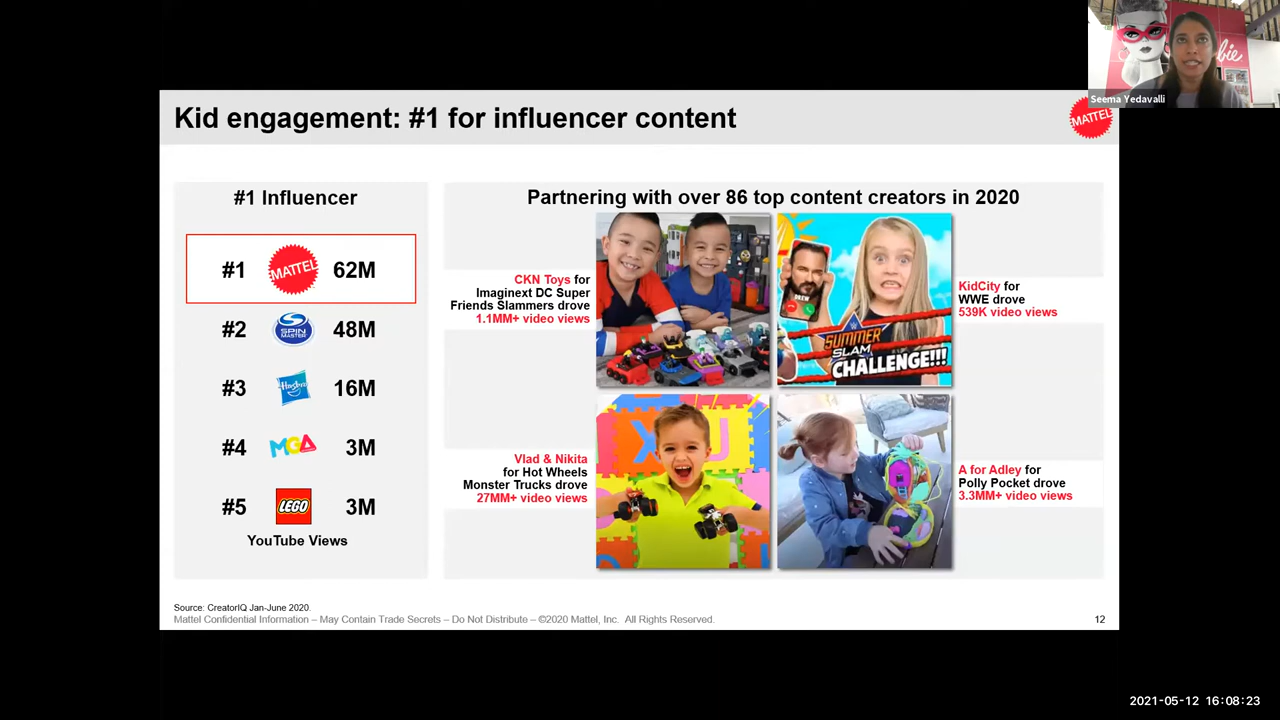 Seema Yedavalli
Kid engagement: #1 for influencer content
MATTEL
#1 Influencer
#1 MATTEL 62M
#2 SPIN MASTER 48M
#3 Hasbro 16M
#4 MGA 3M
#5 LEGO 3M
YouTube Views
Partnering with over 86 top content creators in 2020
CKN Toys for
Imaginext DC Super
Friends Slammers drove
1.1MM+ video views
DREW
SUMMER
SLAM
CHALLENGE!!!
KidCity for
WWE drove
539K video views
Vlad & Nikita
for Hot Wheels
Monster Trucks drove
27MM+ video views
A for Adley for
Polly Pocket drove
3.3MM+ video views
Source: CreatorIQ Jan-June 2020
Mattel Confidential Information – May Contain Trade Secrets – Do Not Distribute – ©2020 Mattel, Inc. All Rights Reserved.
12
2021-05-12 16:08:23